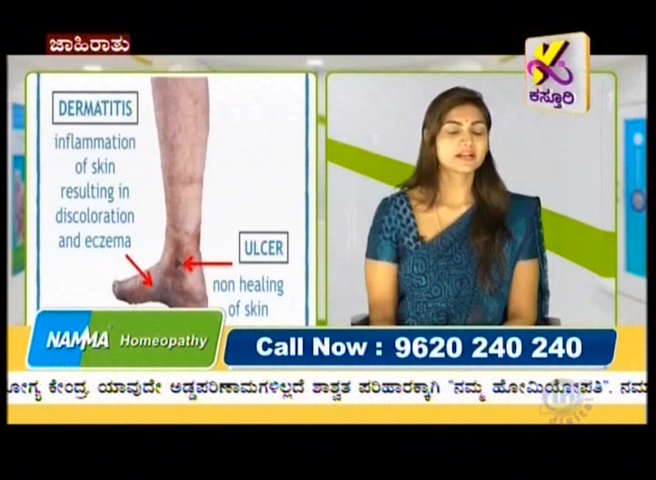 ಜಾಹಿರಾತು
ಕಸ್ತೂರಿ
DERMATITIS
inflammation
of skin
resulting in
discoloration
and eczema
ULCER
non healing
of skin
NAMMA Homeopathy
Call Now : 9620 240 240
ಕೇಂದ್ರ. ಯಾವುದೇ ಅಡ್ಡಪರಿಣಾಮಗಳಿಲ್ಲದೆ ಶಾಶ್ವತ ಪರಿಹಾರಕ್ಕಾಗಿ "ನಮ್ಮ ಹೋಮಿಯೋಪತಿ".
digital